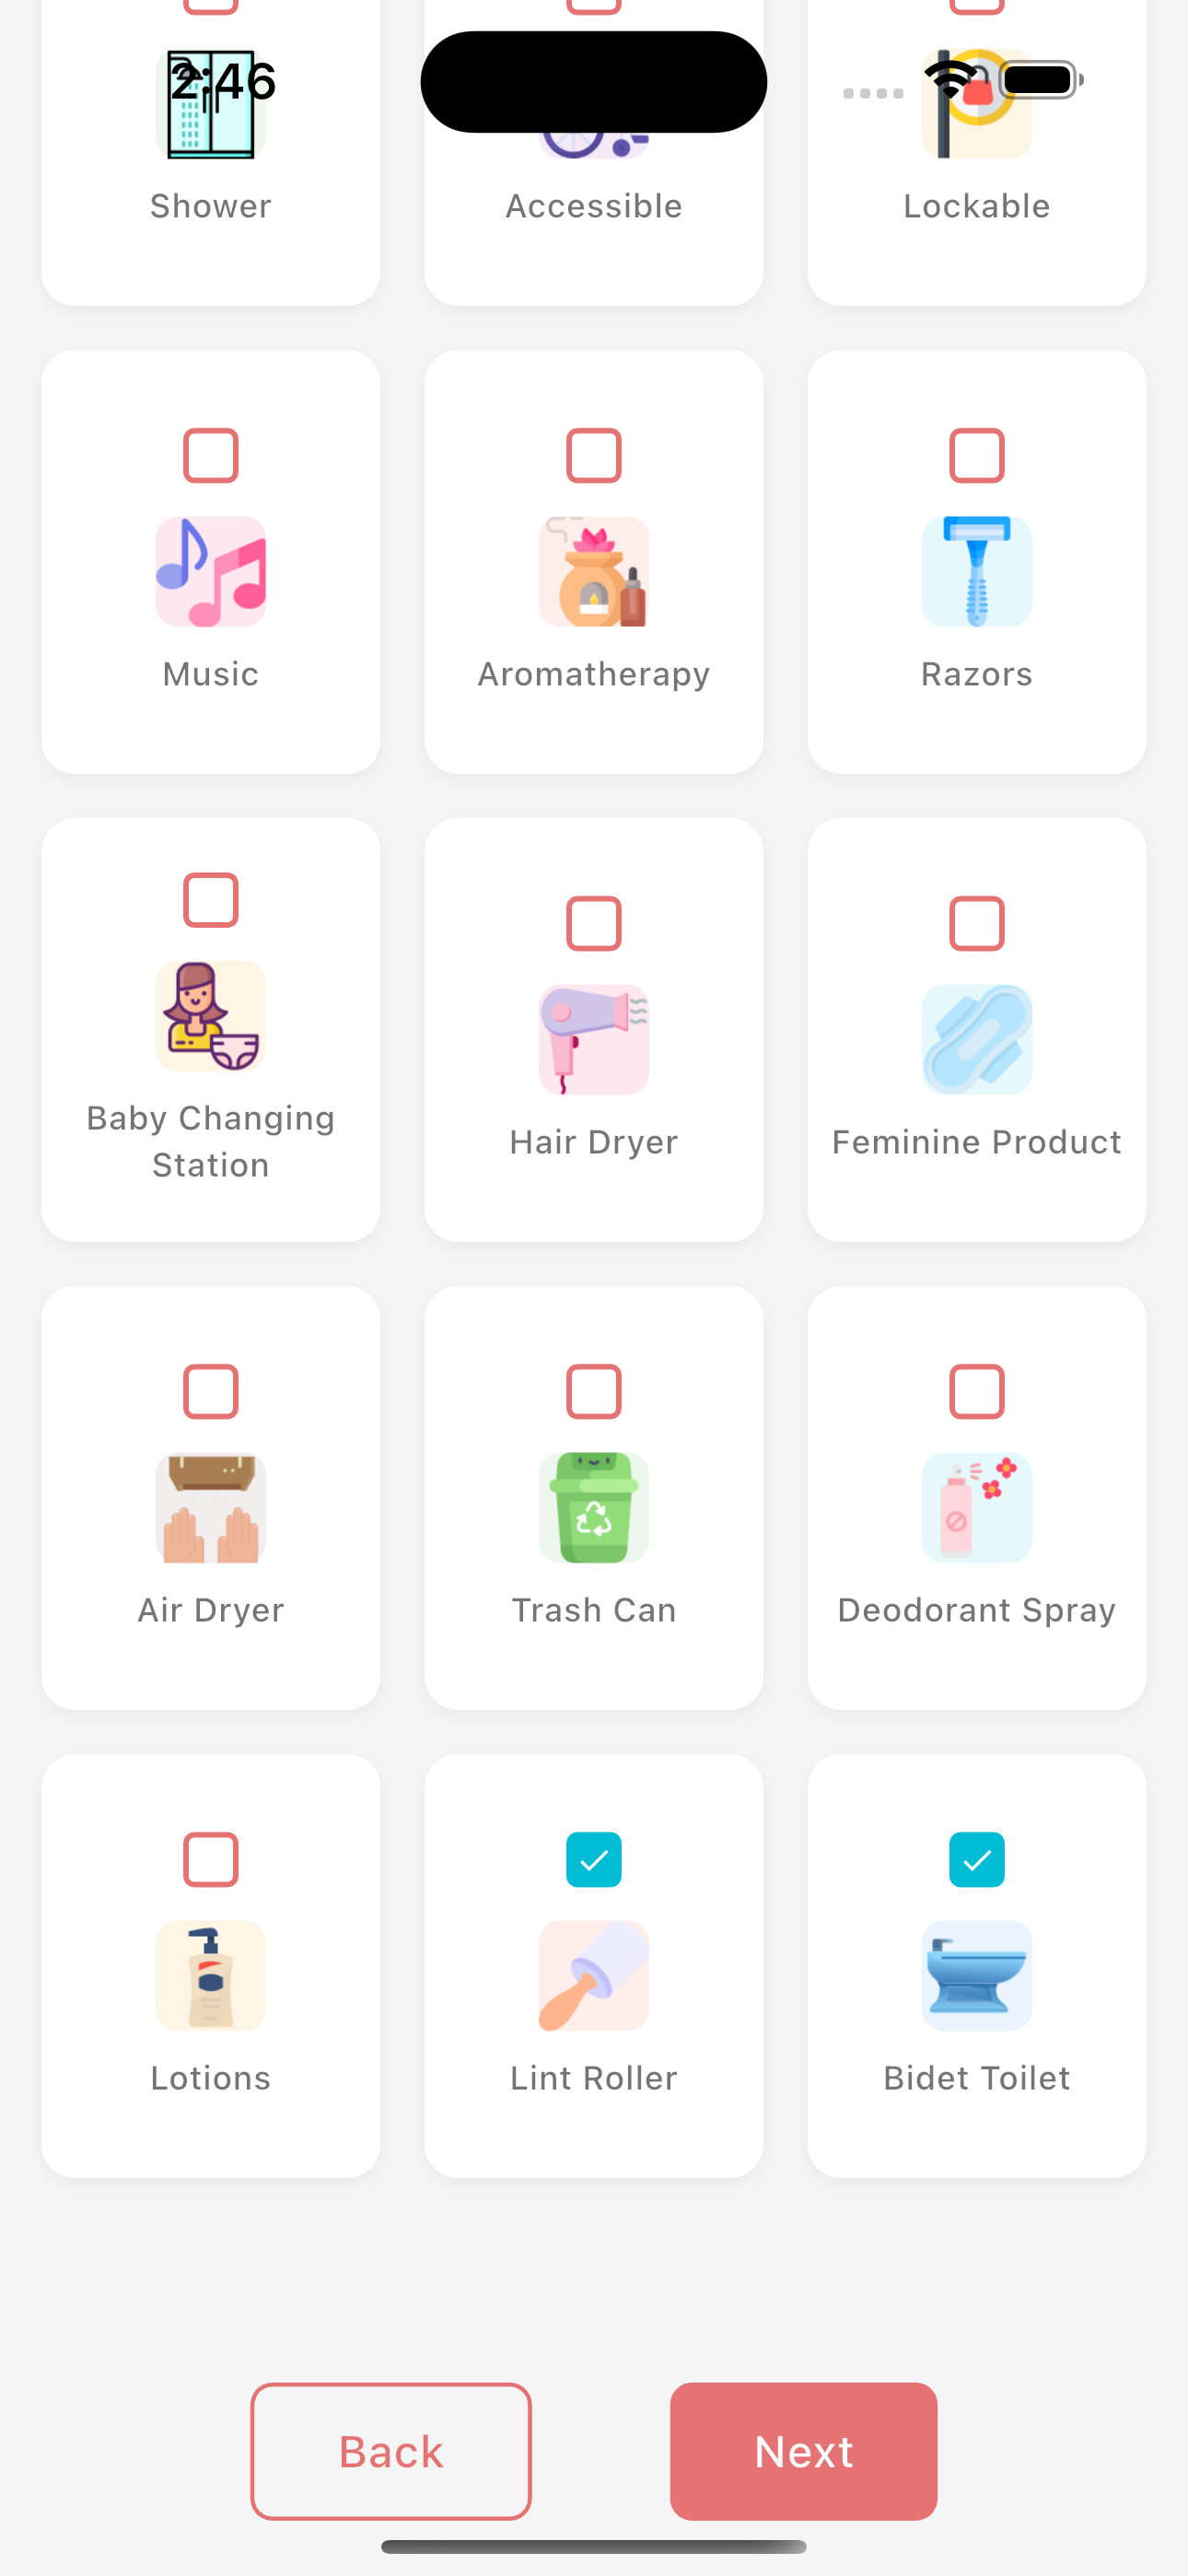 2:46
Shower
Accessible
Lockable
Music
Aromatherapy
Razors
Baby Changing
Station
Hair Dryer
Feminine Product
Air Dryer
Trash Can
Deodorant Spray
Lotions
Lint Roller
Bidet Toilet
Back
Next